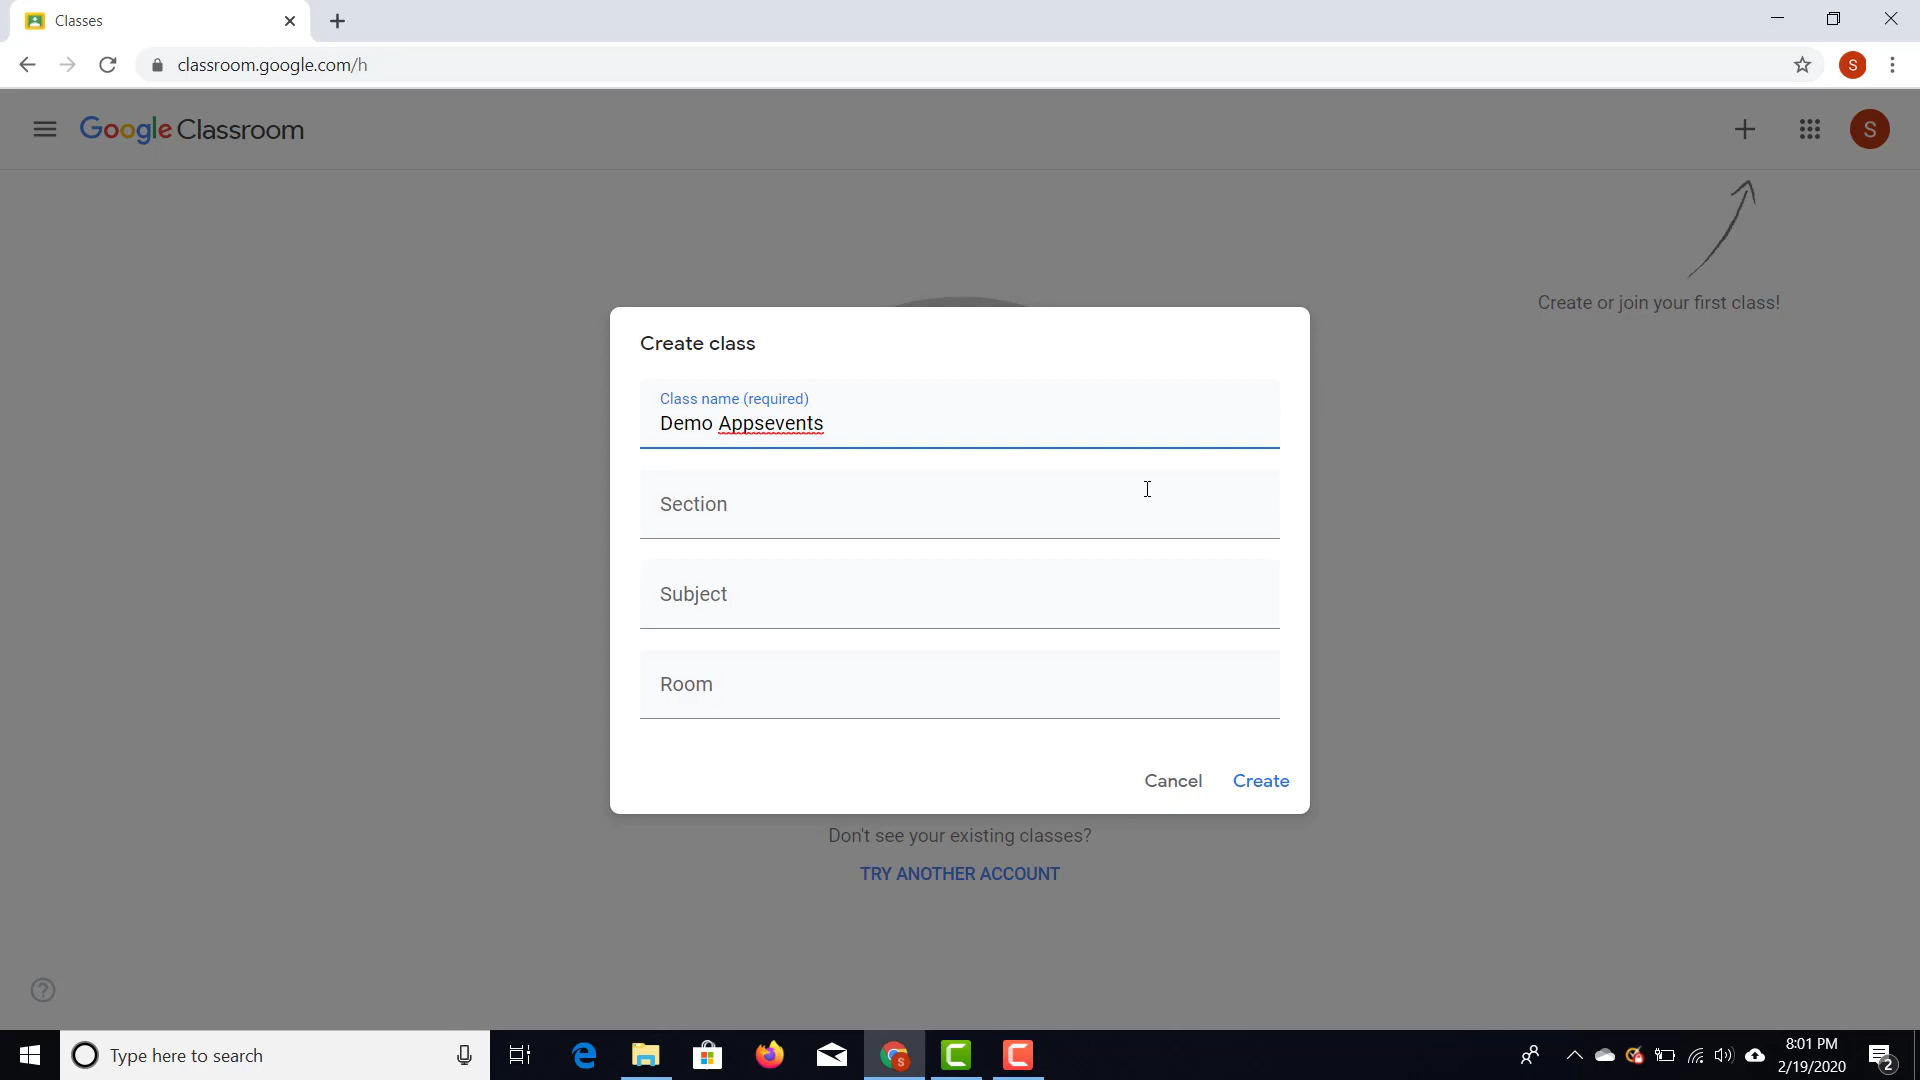 Classes
classroom.google.com/h
S
Google Classroom
S
Create or join your first class!
Create class
Class name (required)
Demo Appsevents
Section
Subject
Room
Cancel
Create
Don't see your existing classes?
TRY ANOTHER ACCOUNT
Type here to search
8:01 PM
2/19/2020
2